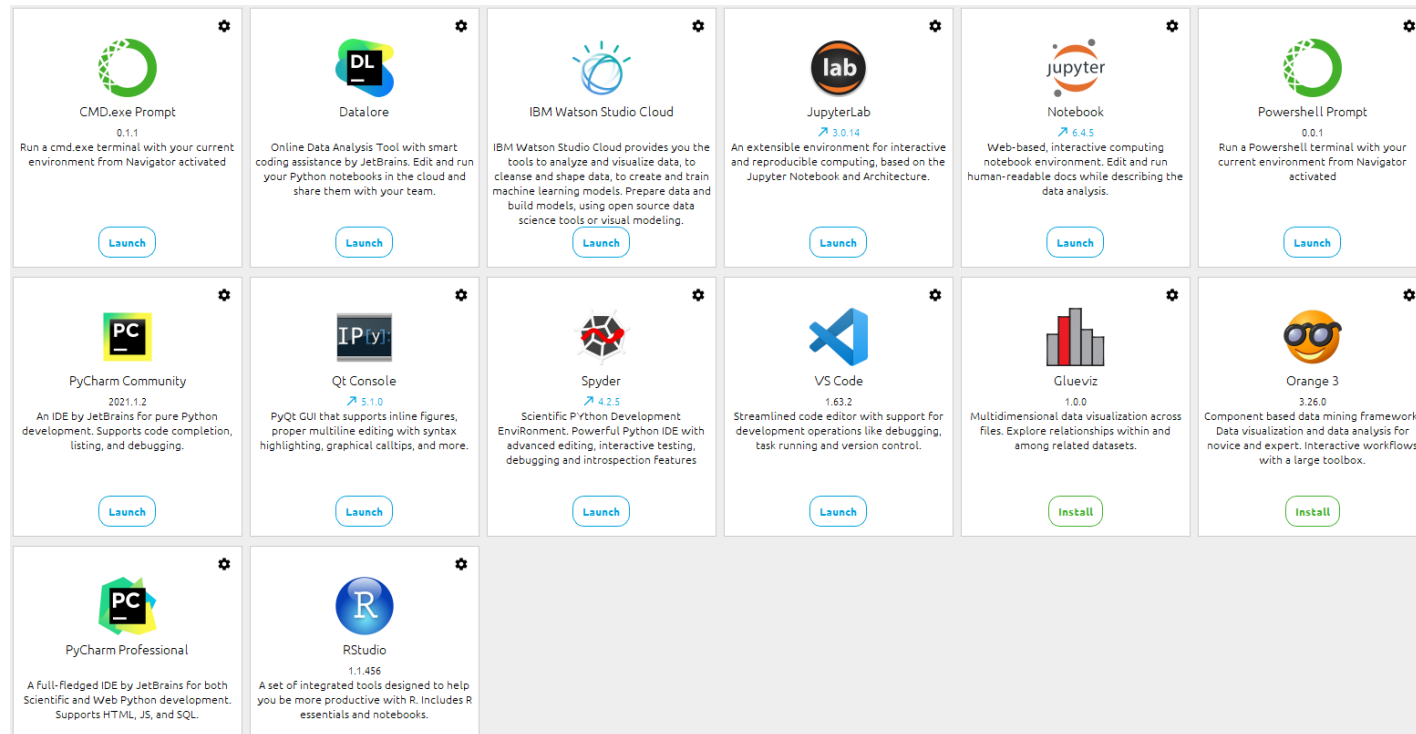 CMD.exe Prompt
0.1.1
Run a cmd.exe terminal with your current
environment from Navigator activated
Launch
DL
Datalore
Online Data Analysis Tool with smart
coding assistance by JetBrains. Edit and run
your Python notebooks in the cloud and
share them with your team.
Launch
IBM Watson Studio Cloud
IBM Watson Studio Cloud provides you the
tools to analyze and visualize data, to
cleanse and shape data, to create and train
machine learning models. Prepare data and
build models, using open source data
science tools or visual modeling.
Launch
lab
JupyterLab
3.0.14
An extensible environment for interactive
and reproducible computing, based on the
Jupyter Notebook and Architecture.
Launch
jupyter
Notebook
6.4.5
Web-based, interactive computing
notebook environment. Edit and run
human-readable docs while describing the
data analysis.
Launch
Powershell Prompt
0.0.1
Run a Powershell terminal with your
current environment from Navigator
activated
Launch
PC
PyCharm Community
2021.1.2
An IDE by JetBrains for pure Python
development. Supports code completion,
listing, and debugging.
Launch
IP[y]:
Qt Console
5.1.0
PyQt GUI that supports inline figures,
proper multiline editing with syntax
highlighting, graphical calltips, and more.
Launch
Spyder
4.2.5
Scientific PYthon Development
EnviRonment. Powerful Python IDE with
advanced editing, interactive testing,
debugging and introspection features
Launch
VS Code
1.63.2
Streamlined code editor with support for
development operations like debugging,
task running and version control.
Launch
Glueviz
1.0.0
Multidimensional data visualization across
files. Explore relationships within and
among related datasets.
Install
Orange 3
3.26.0
Component based data mining framework.
Data visualization and data analysis for
novice and expert. Interactive workflows
with a large toolbox.
Install
PC
PyCharm Professional
A full-fledged IDE by JetBrains for both
Scientific and Web Python development.
Supports HTML, JS, and SQL.
R
RStudio
1.1.456
A set of integrated tools designed to help
you be more productive with R. Includes R
essentials and notebooks.